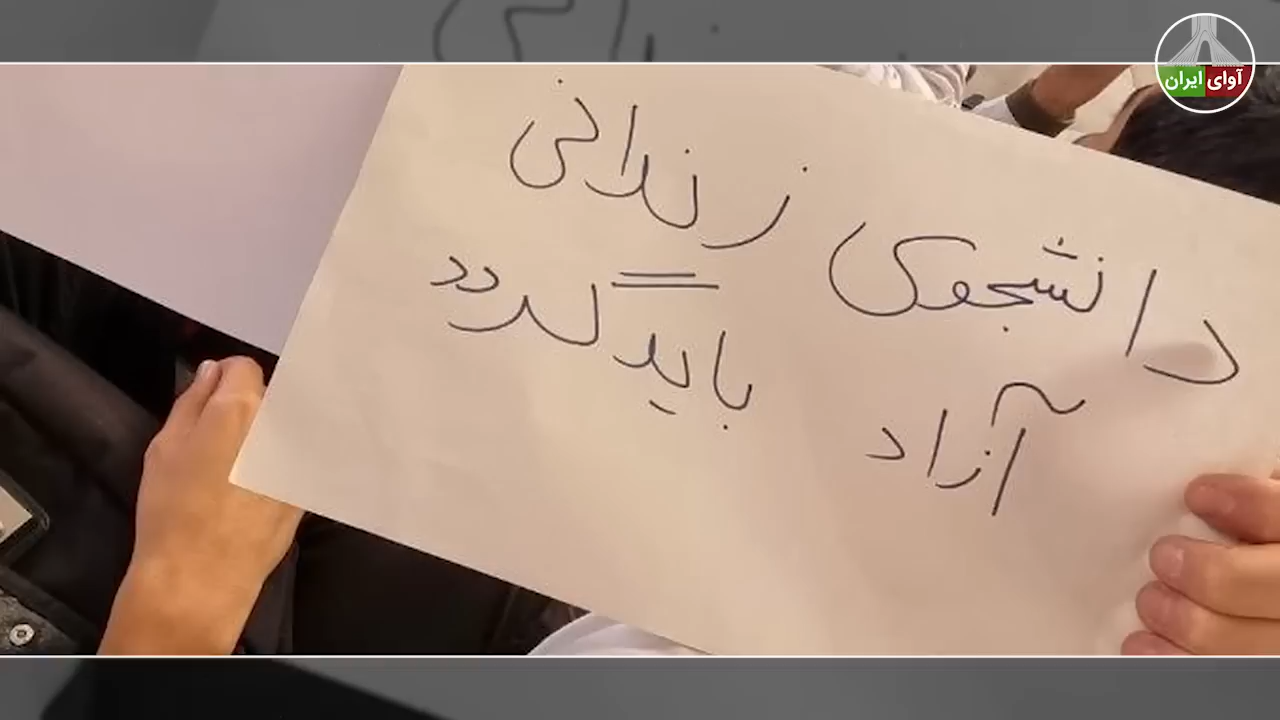 آوای ایران
دانشجوی زندانی
آزاد باید گردد